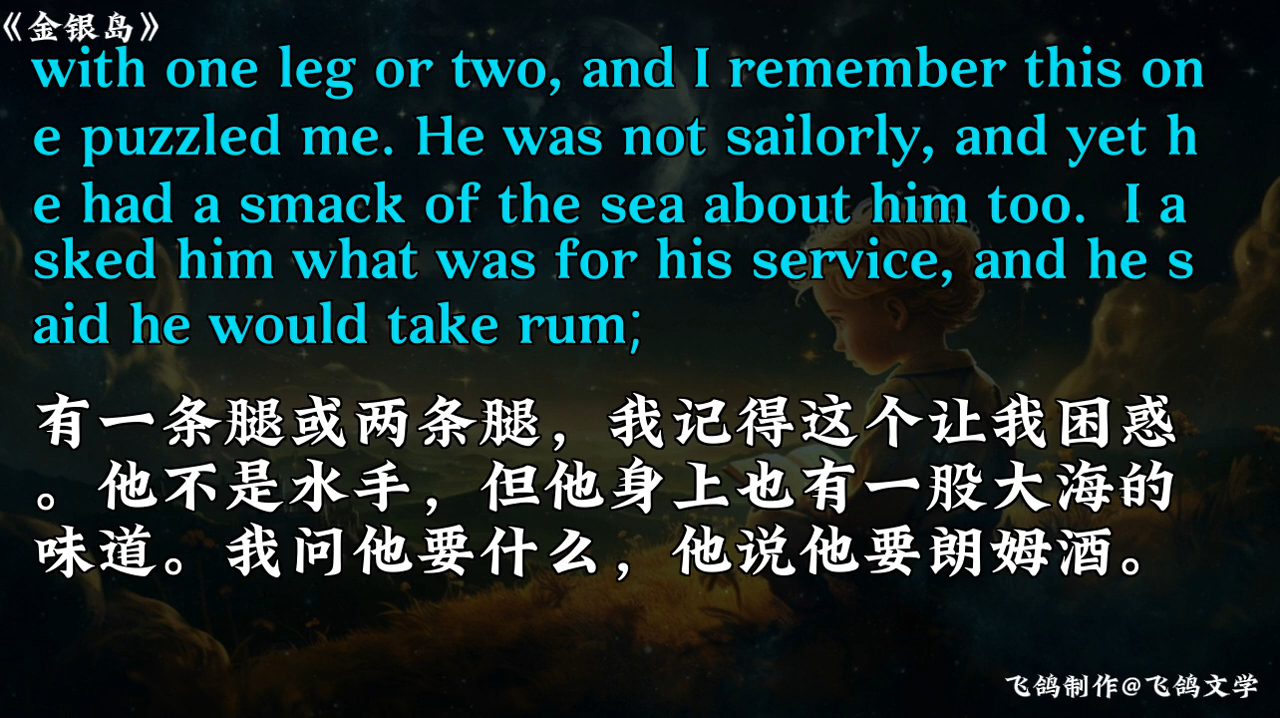 《金银岛》
with one leg or two, and I remember this on
e puzzled me. He was not sailorly, and yet h
e had a smack of the sea about him too.  I a
sked him what was for his service, and he s
aid he would take rum;
有一条腿或两条腿，我记得这个让我困惑
。他不是水手，但他身上也有一股大海的
味道。我问他要什么，他说他要朗姆酒。
飞鸽制作@飞鸽文学